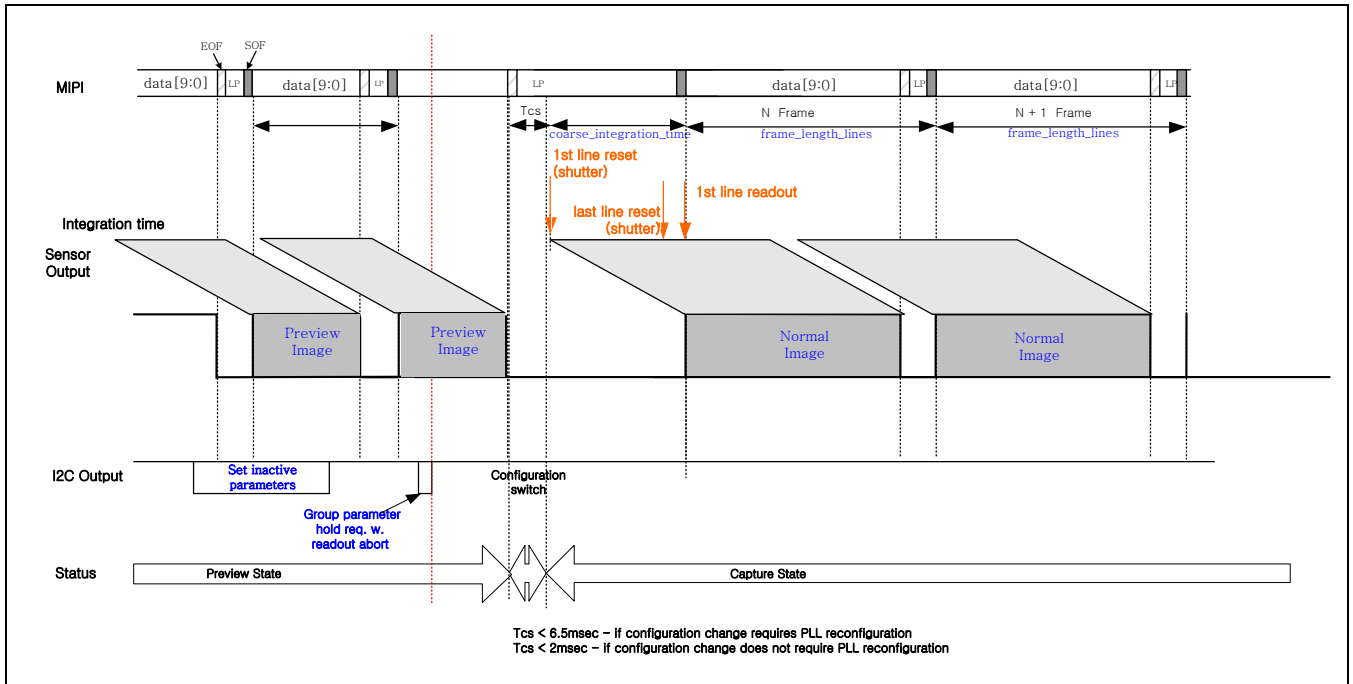 EOF SOF
MIPI
data[9:0] LP data[9:0] LP LP data[9:0] LP data[9:0] LP
Tcs N Frame N + 1 Frame
coarse_integration_time frame_length_lines frame_length_lines
1st line reset
(shutter)
1st line readout
last line reset
(shutter)
Integration time
Sensor
Output
Preview
Image
Preview
Image
Normal
Image
Normal
Image
I2C Output
Set inactive
parameters
Configuration
switch
Group parameter
hold req. w.
readout abort
Status
Preview State
Capture State
Tcs < 6.5msec – if configuration change requires PLL reconfiguration
Tcs < 2msec – if configuration change does not require PLL reconfiguration